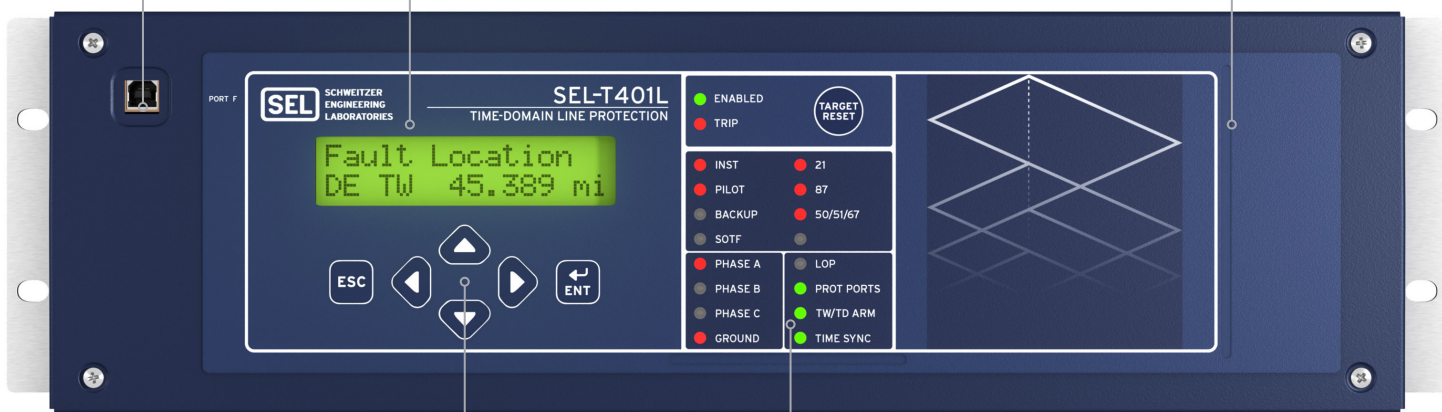 PORT F
SEL
SCHWEITZER
ENGINEERING
LABORATORIES
SEL-T401L
TIME-DOMAIN LINE PROTECTION
Fault Location
DE TW 45.389 mi
ESC
ENT
ENABLED
TRIP
TARGET
RESET
INST
21
PILOT
87
BACKUP
50/51/67
SOTF
PHASE A
LOP
PHASE B
PROT PORTS
PHASE C
TW/TD ARM
GROUND
TIME SYNC